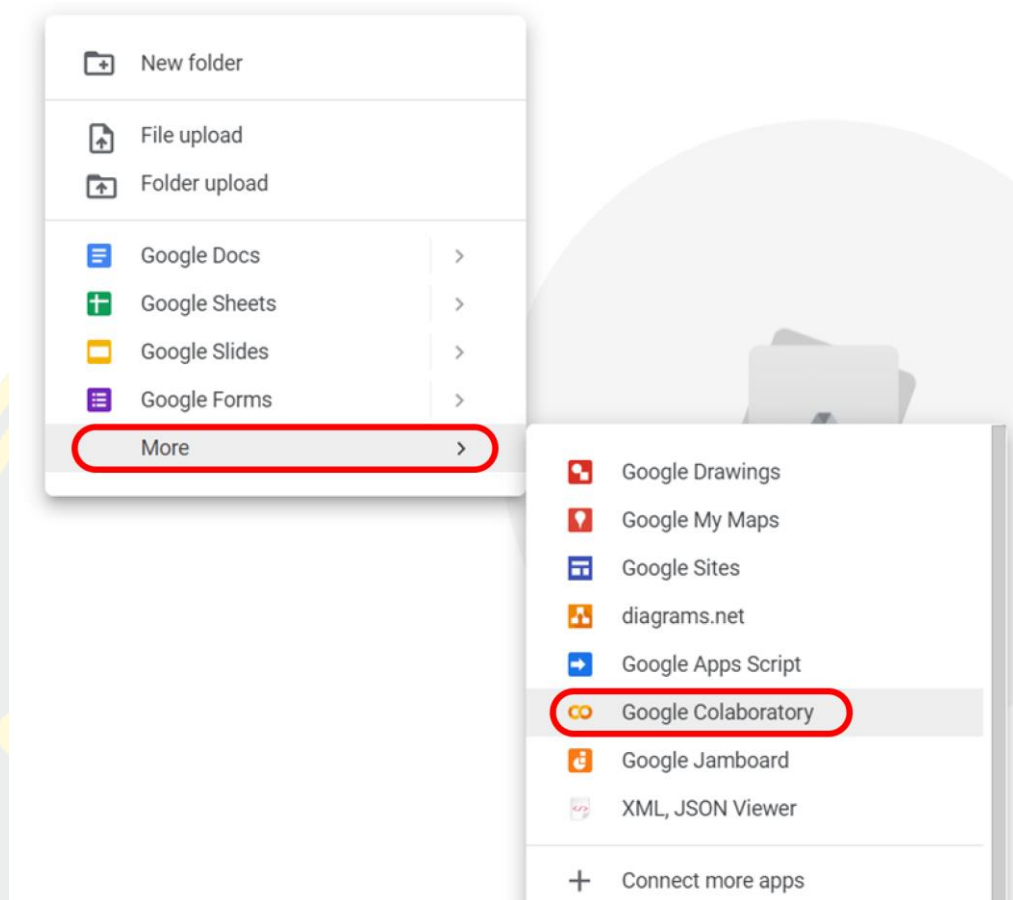 New folder
File upload
Folder upload
Google Docs
Google Sheets
Google Slides
Google Forms
More
Google Drawings
Google My Maps
Google Sites
diagrams.net
Google Apps Script
Google Colaboratory
Google Jamboard
XML, JSON Viewer
Connect more apps